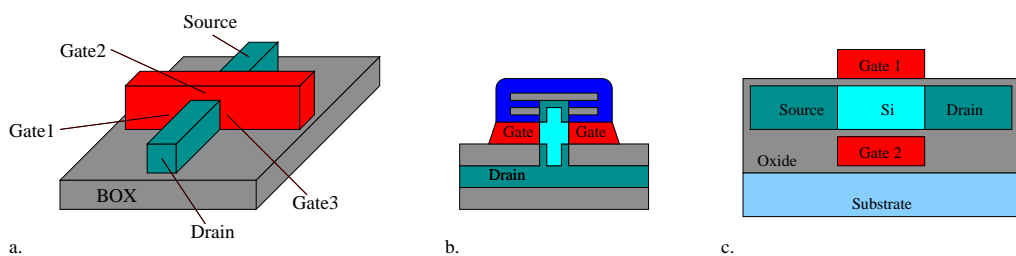 Source
Gate2
Gate1
BOX
Gate3
Drain
a.
Gate Gate
Drain
b.
Gate 1
Source Si Drain
Gate 2
Oxide
Substrate
c.